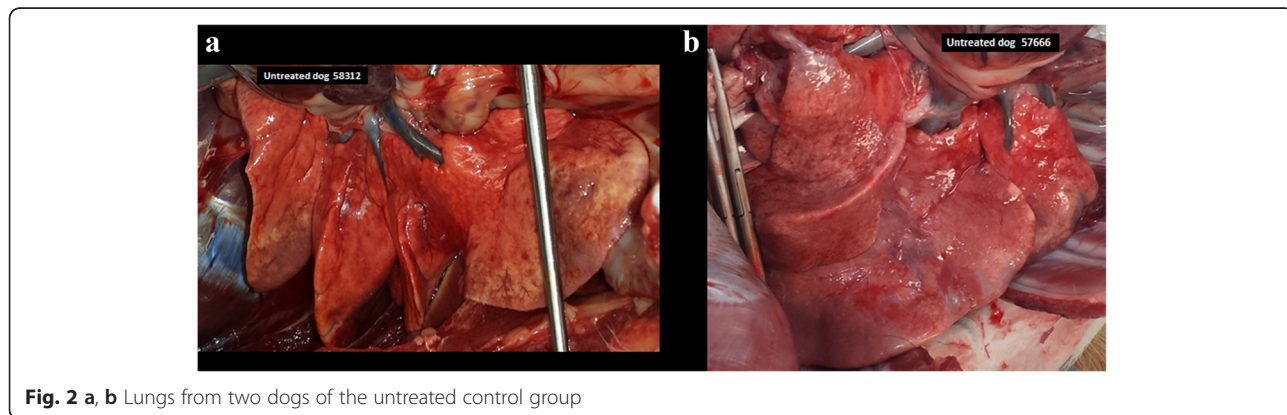 a
Untreated dog 58312
b
Untreated dog 57666
Fig. 2 a, b Lungs from two dogs of the untreated control group